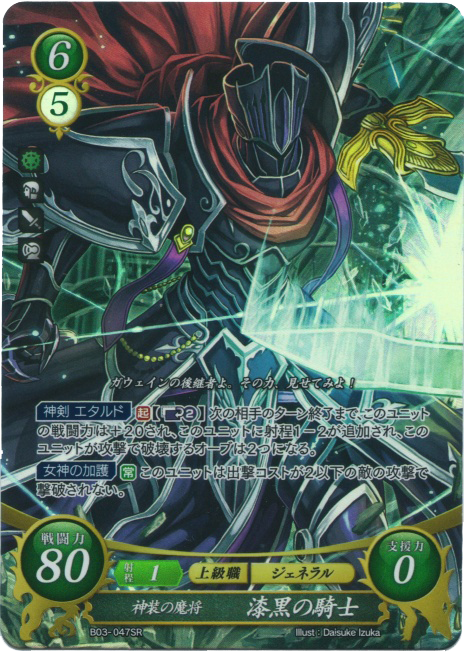 6
5
ガウェインの後継者よ。その力、見せてみよ!
神剣 エタルド 起【 2】次の相手のターン終了まで、このユニット
の戦闘力は+20され、このユニットに射程1-2が追加され、このユ
ニットが攻撃で破壊するオーブは2つになる。
女神の加護 常 このユニットは出撃コストが2以下の敵の攻撃で
撃破されない。
戦闘力
80
射程 1
上級職
ジェネラル
支援力
0
神装の魔将
漆黒の騎士
B03-047SR
Illust:Daisuke Izuka